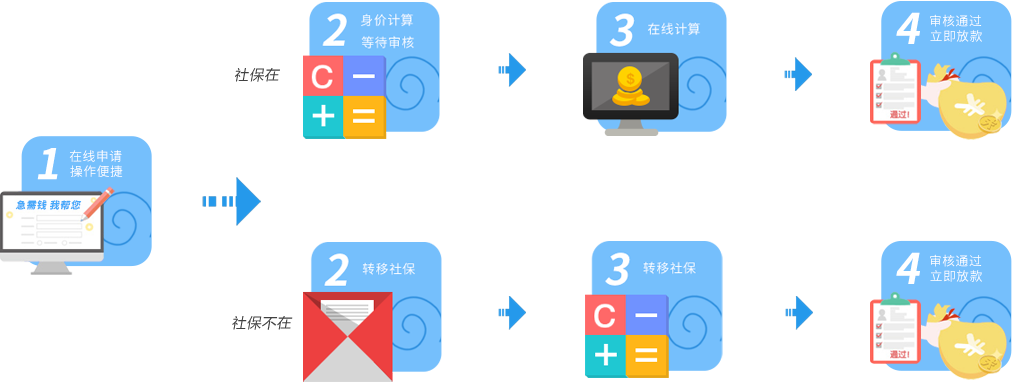 1
在线申请
操作便捷
急需钱 我帮您
社保在
2
身价计算
等待审核
C
3
在线计算
$
4
审核通过
立即放款
通过!
¥
社保不在
2
转移社保
3
转移社保
C
4
审核通过
立即放款
通过!
¥